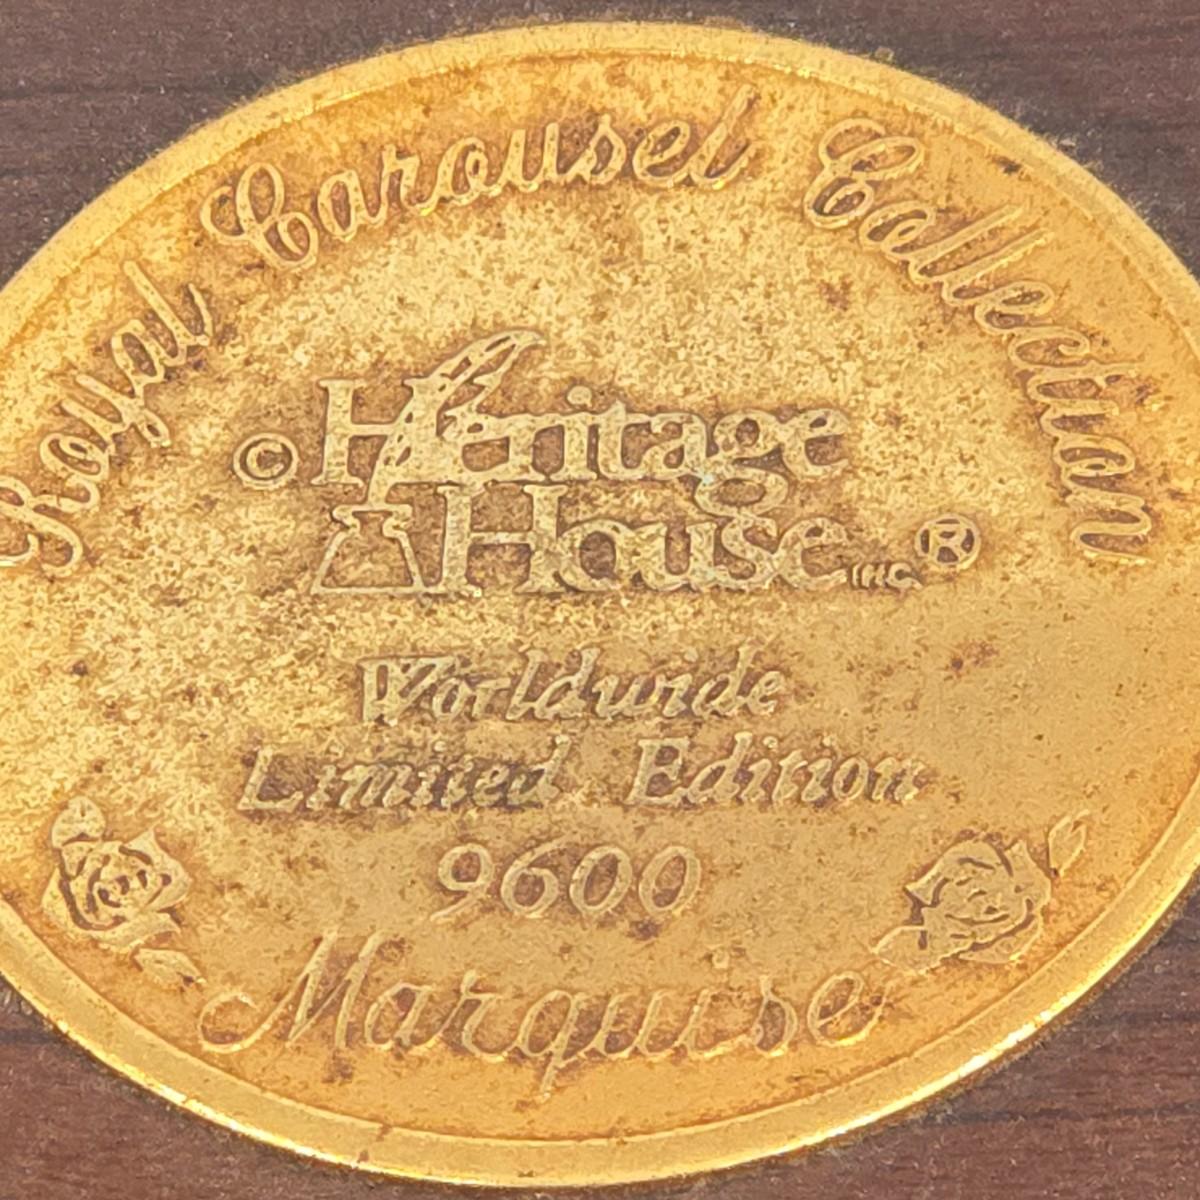 Royal Carousel Collection
© Heritage
House INC. ®
Worldwide
Limited Edition
9600
Marquise